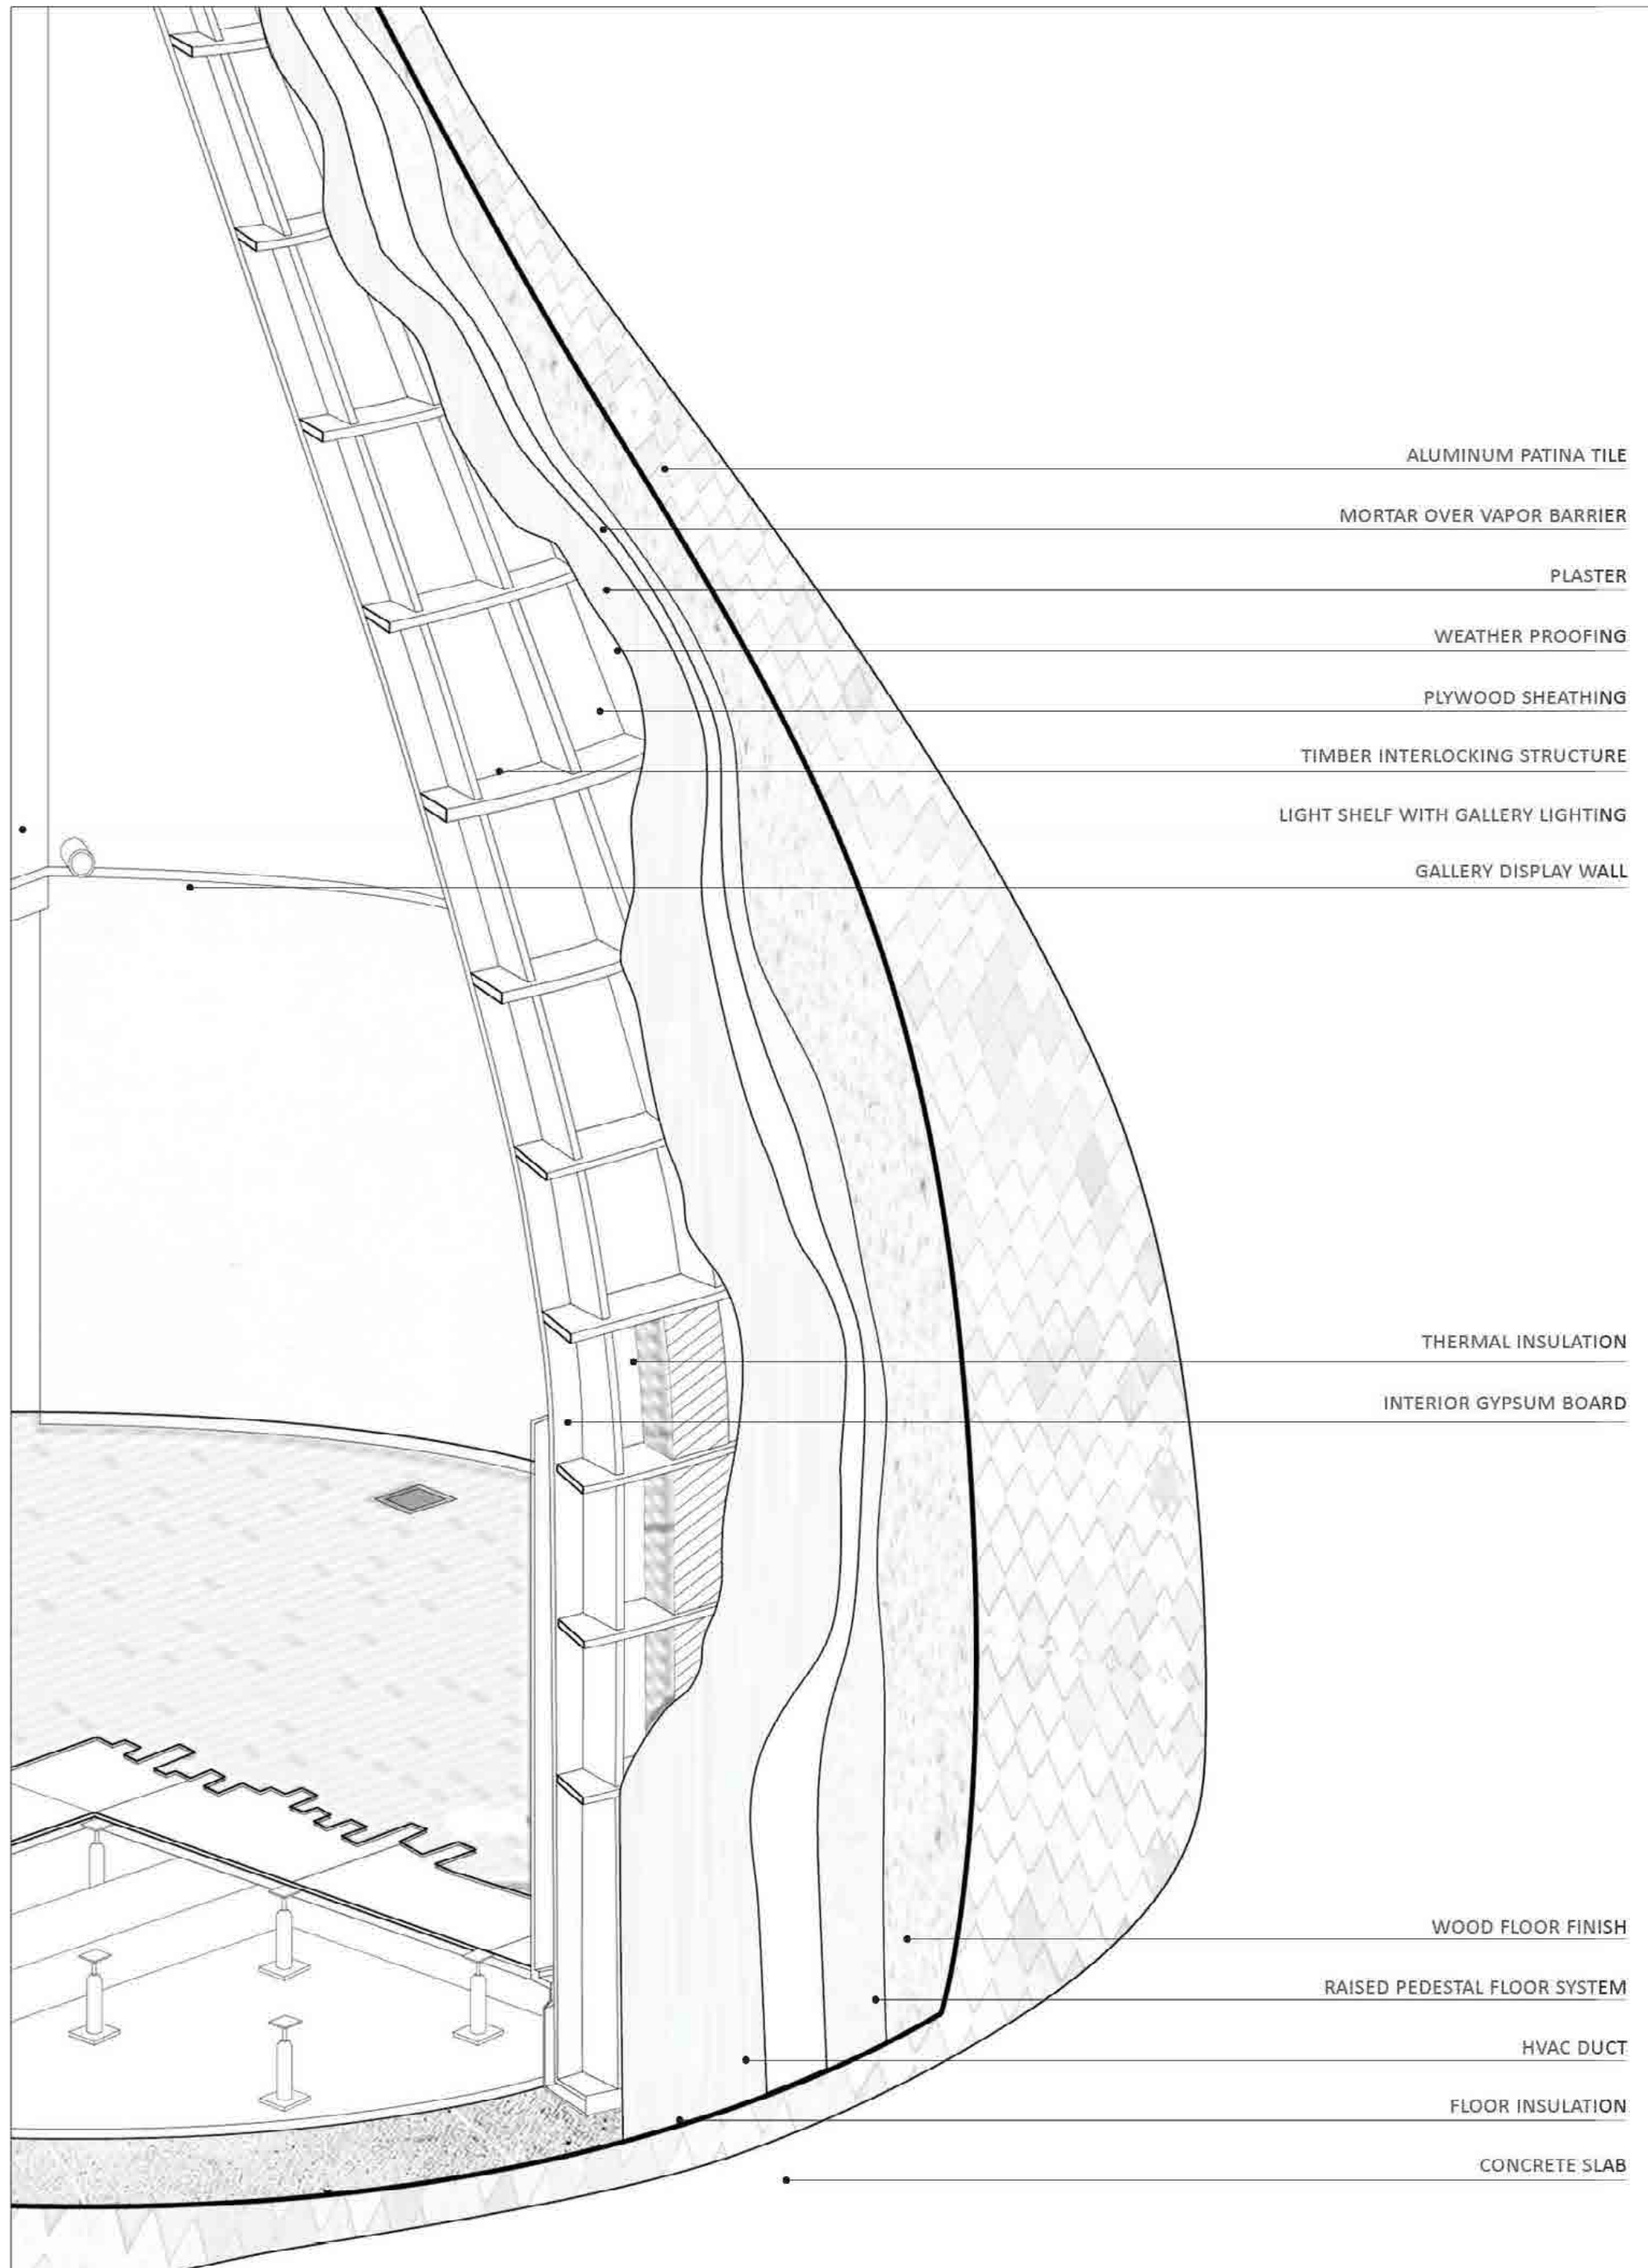 ALUMINUM PATINA TILE
MORTAR OVER VAPOR BARRIER
PLASTER
WEATHER PROOFING
PLYWOOD SHEATHING
TIMBER INTERLOCKING STRUCTURE
LIGHT SHELF WITH GALLERY LIGHTING
GALLERY DISPLAY WALL
THERMAL INSULATION
INTERIOR GYPSUM BOARD
WOOD FLOOR FINISH
RAISED PEDESTAL FLOOR SYSTEM
HVAC DUCT
FLOOR INSULATION
CONCRETE SLAB